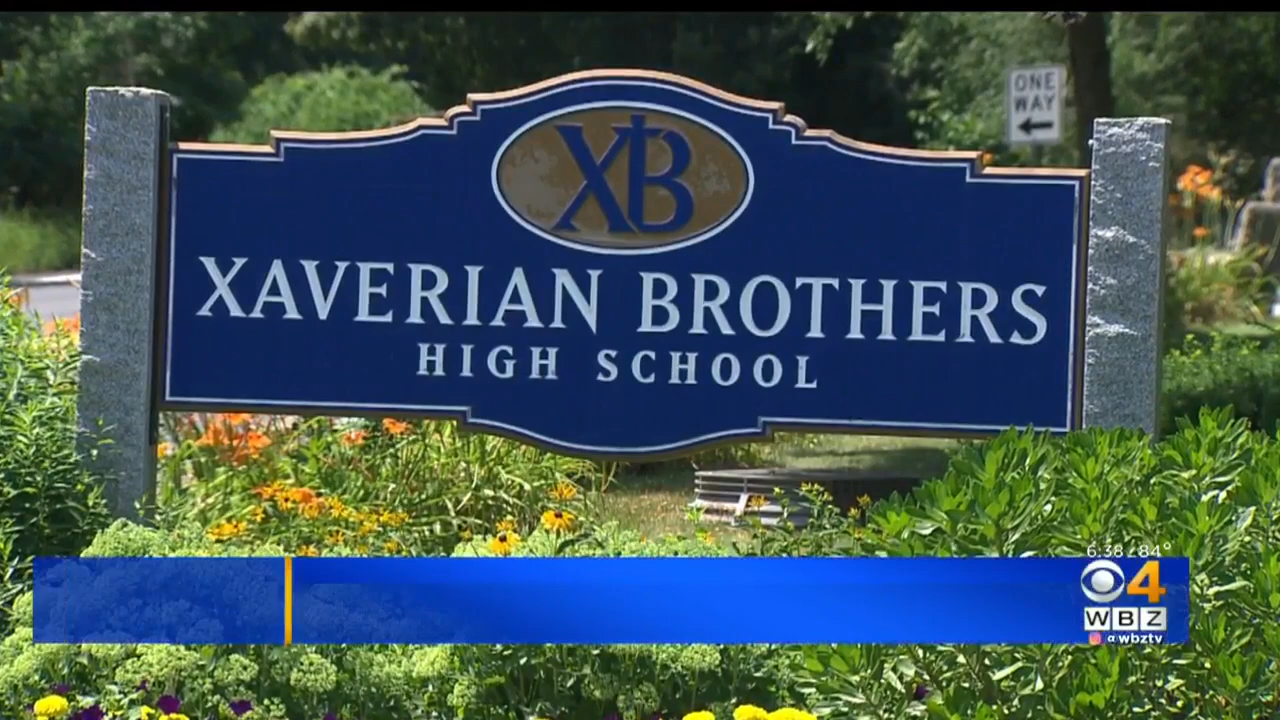 ONE
WAY
XB
XAVERIAN BROTHERS
HIGH SCHOOL
6:38 84°
4
WBZ
@wbztv